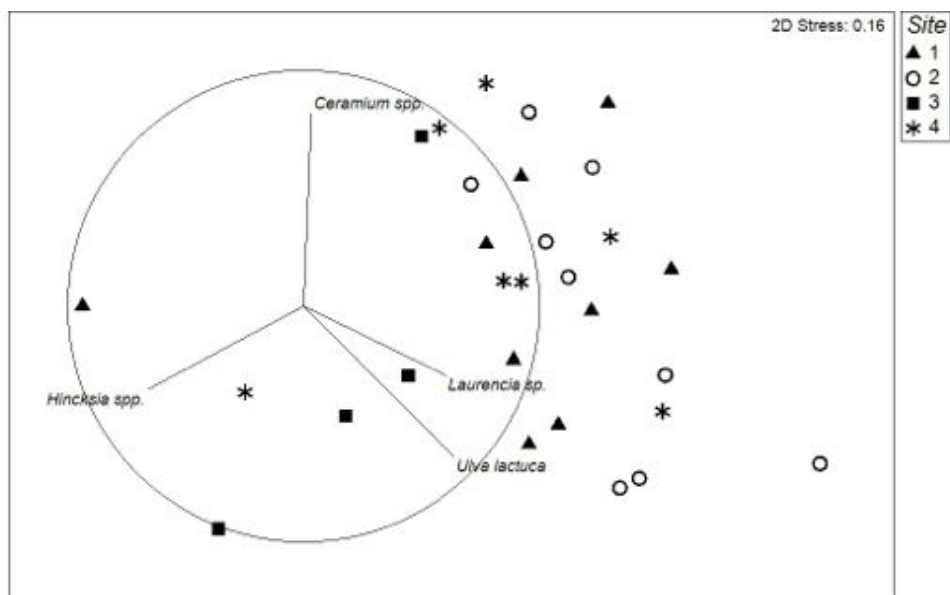 2D Stress: 0.16
Site
1
2
3
4
Ceramium spp.
Hincksia spp.
Laurencia sp.
Ulva lactuca